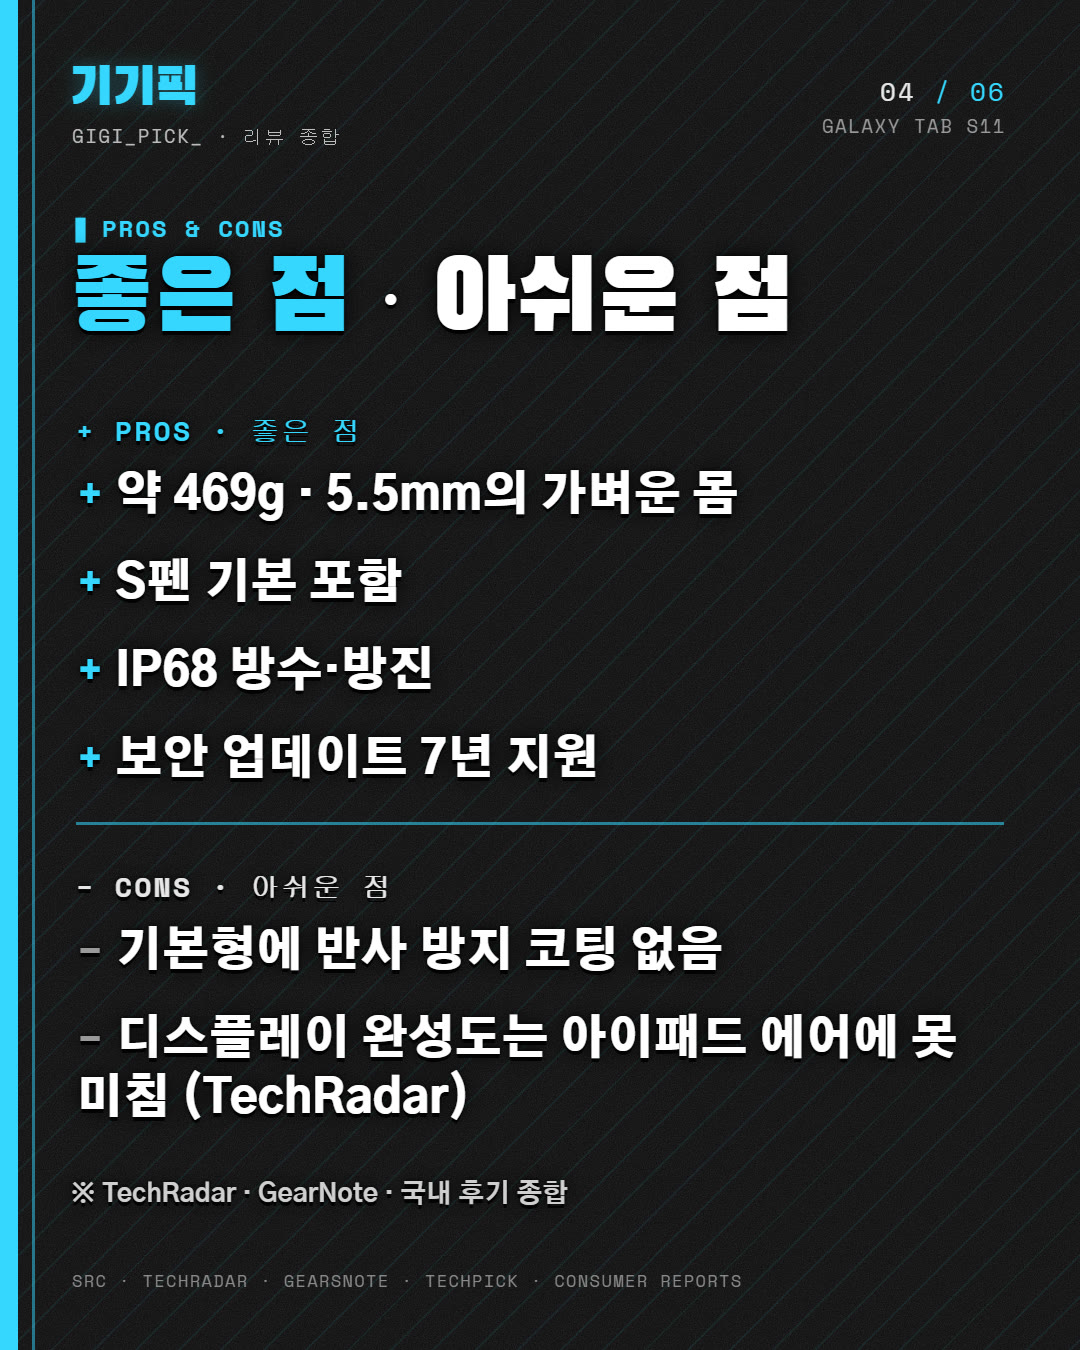 기기픽
GIGI_PICK_ · 리뷰 종합
04 / 06
GALAXY TAB S11
PROS & CONS
좋은 점 · 아쉬운 점
+ PROS · 좋은 점
+ 약 469g · 5.5mm의 가벼운 몸
+ S펜 기본 포함
+ IP68 방수·방진
+ 보안 업데이트 7년 지원
- CONS · 아쉬운 점
- 기본형에 반사 방지 코팅 없음
- 디스플레이 완성도는 아이패드 에어에 못
미침 (TechRadar)
※ TechRadar · GearNote · 국내 후기 종합
SRC · TECHRADAR · GEARSNOTE · TECHPICK · CONSUMER REPORTS